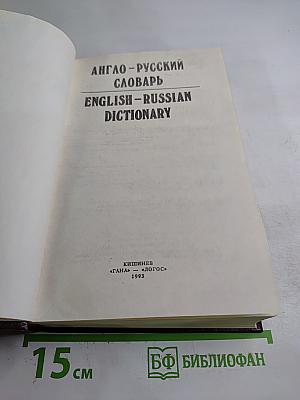 АНГЛО–РУССКИЙ
СЛОВАРЬ
ENGLISH–RUSSIAN
DICTIONARY
КИШИНЕВ
«ГАНА» — «ЛОГОС»
1993
15 см
БФ БИБЛИОФАН